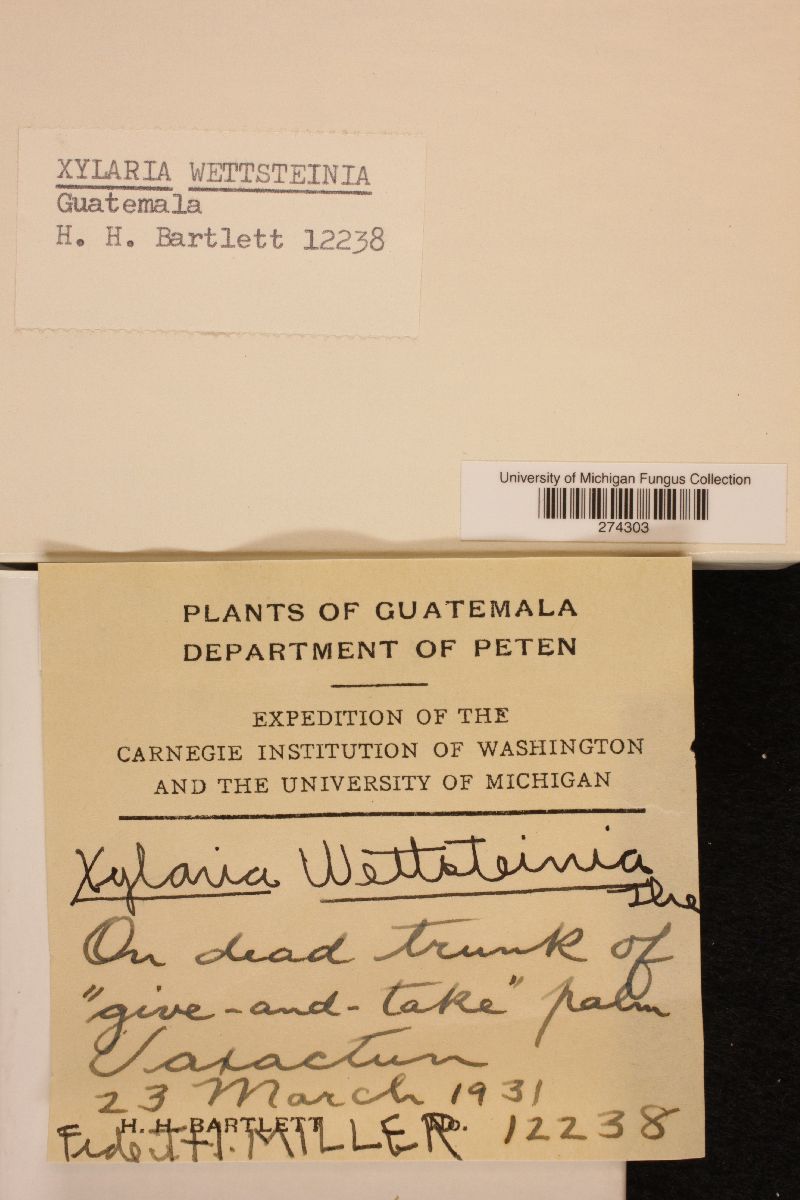 XYLARIA WETTSTEINIA
Guatemala
H. H. Bartlett 12238
University of Michigan Fungus Collection
274303
PLANTS OF GUATEMALA
DEPARTMENT OF PETEN
EXPEDITION OF THE
CARNEGIE INSTITUTION OF WASHINGTON
AND THE UNIVERSITY OF MICHIGAN
Xylaria Wettsteinia
On dead trunk of
"give-and-take" palm
Uaxactun
23 March 1931
H. H. BARTLETT No. 12238
H. MILLER